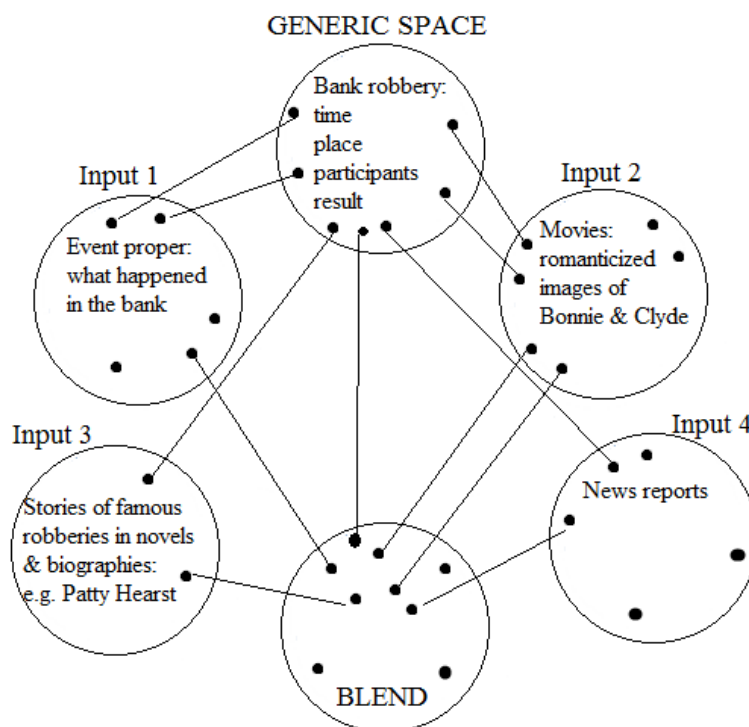 GENERIC SPACE
Bank robbery:
time
place
participants
result
Input 1
Event proper:
what happened
in the bank
Input 2
Movies:
romanticized
images of
Bonnie & Clyde
Input 3
Stories of famous
robberies in novels
& biographies:
e.g. Patty Hearst
Input 4
News reports
BLEND